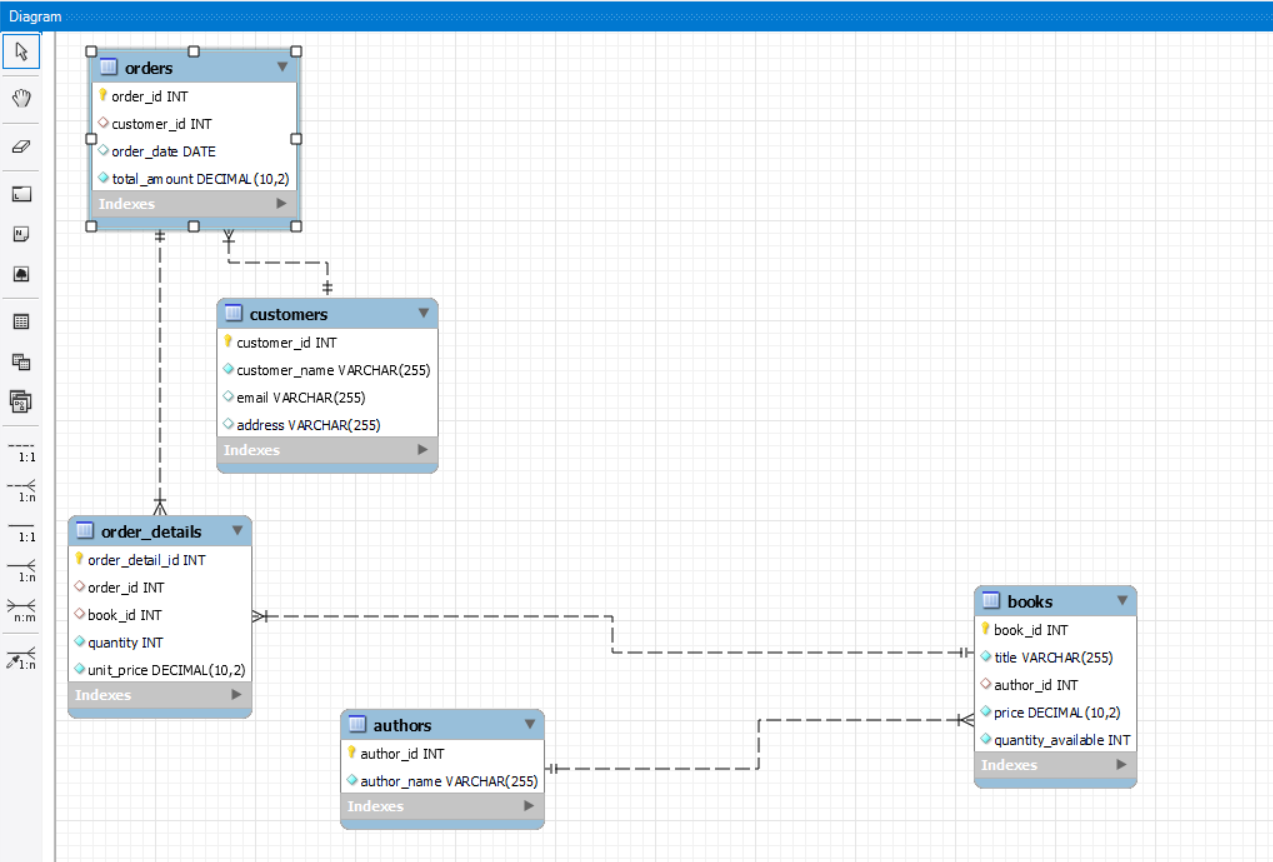 Diagram
orders
order_id INT
customer_id INT
order_date DATE
total_amount DECIMAL(10,2)
Indexes
customers
customer_id INT
customer_name VARCHAR(255)
email VARCHAR(255)
address VARCHAR(255)
Indexes
1:1
1:n
1:1
1:n
n:m
1:n
order_details
order_detail_id INT
order_id INT
book_id INT
quantity INT
unit_price DECIMAL(10,2)
Indexes
books
book_id INT
title VARCHAR(255)
author_id INT
price DECIMAL(10,2)
quantity_available INT
Indexes
authors
author_id INT
author_name VARCHAR(255)
Indexes